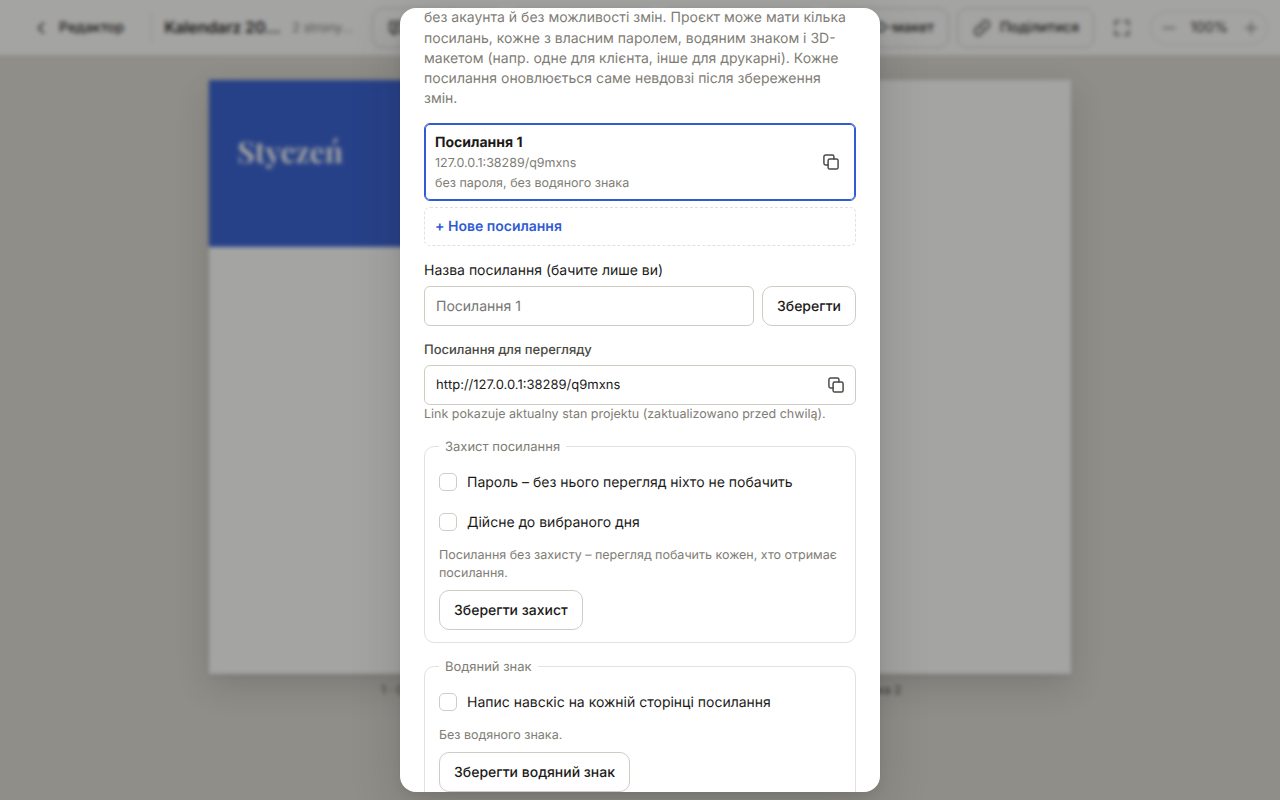 Редактор
Kalendarz 20...
2 strony...
D-макет
Поділитися
100%
без акаунта й без можливості змін. Проєкт може мати кілька
посилань, кожне з власним паролем, водяним знаком і 3D-
макетом (напр. одне для клієнта, інше для друкарні). Кожне
посилання оновлюється саме невдовзі після збереження
змін.
Styczeń
Посилання 1
127.0.0.1:38289/q9mxns
без пароля, без водяного знака
+ Нове посилання
Назва посилання (бачите лише ви)
Посилання 1
Зберегти
Посилання для перегляду
http://127.0.0.1:38289/q9mxns
Link pokazuje aktualny stan projektu (zaktualizowano przed chwilą).
Захист посилання
Пароль – без нього перегляд ніхто не побачить
Дійсне до вибраного дня
Посилання без захисту – перегляд побачить кожен, хто отримає
посилання.
Зберегти захист
Водяний знак
Напис навскіс на кожній сторінці посилання
Без водяного знака.
Зберегти водяний знак